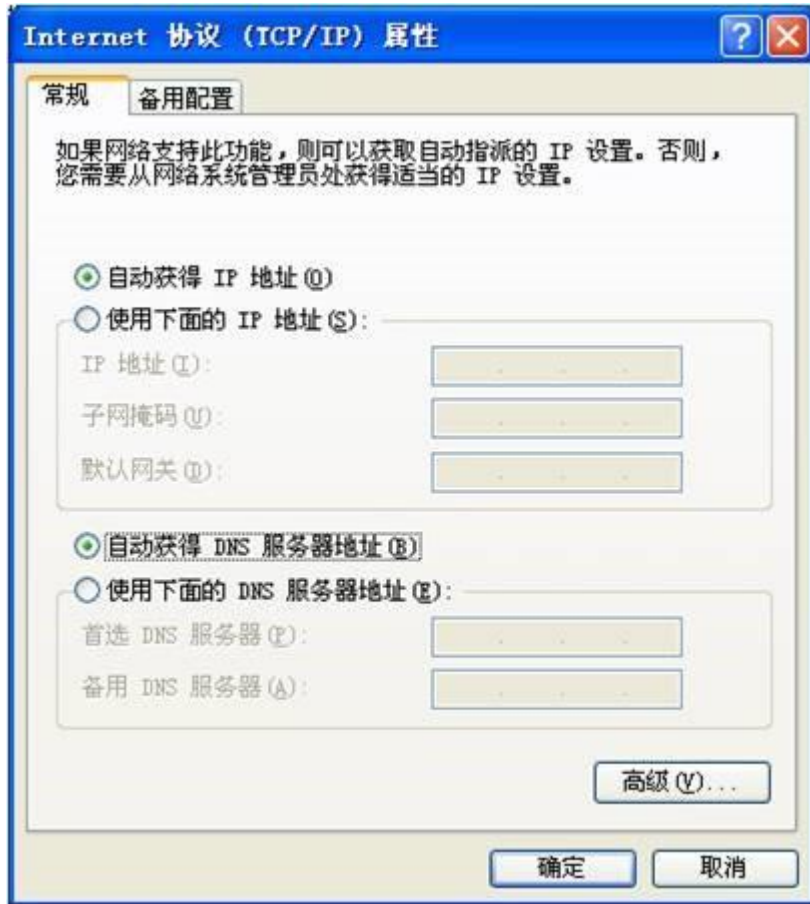 Internet 协议 (TCP/IP) 属性
常规
备用配置
如果网络支持此功能，则可以获取自动指派的 IP 设置。否则，
您需要从网络系统管理员处获得适当的 IP 设置。
自动获得 IP 地址(O)
使用下面的 IP 地址(S):
IP 地址(I):
子网掩码(U):
默认网关(D):
自动获得 DNS 服务器地址(B)
使用下面的 DNS 服务器地址(E):
首选 DNS 服务器(P):
备用 DNS 服务器(A):
高级(V)...
确定
取消